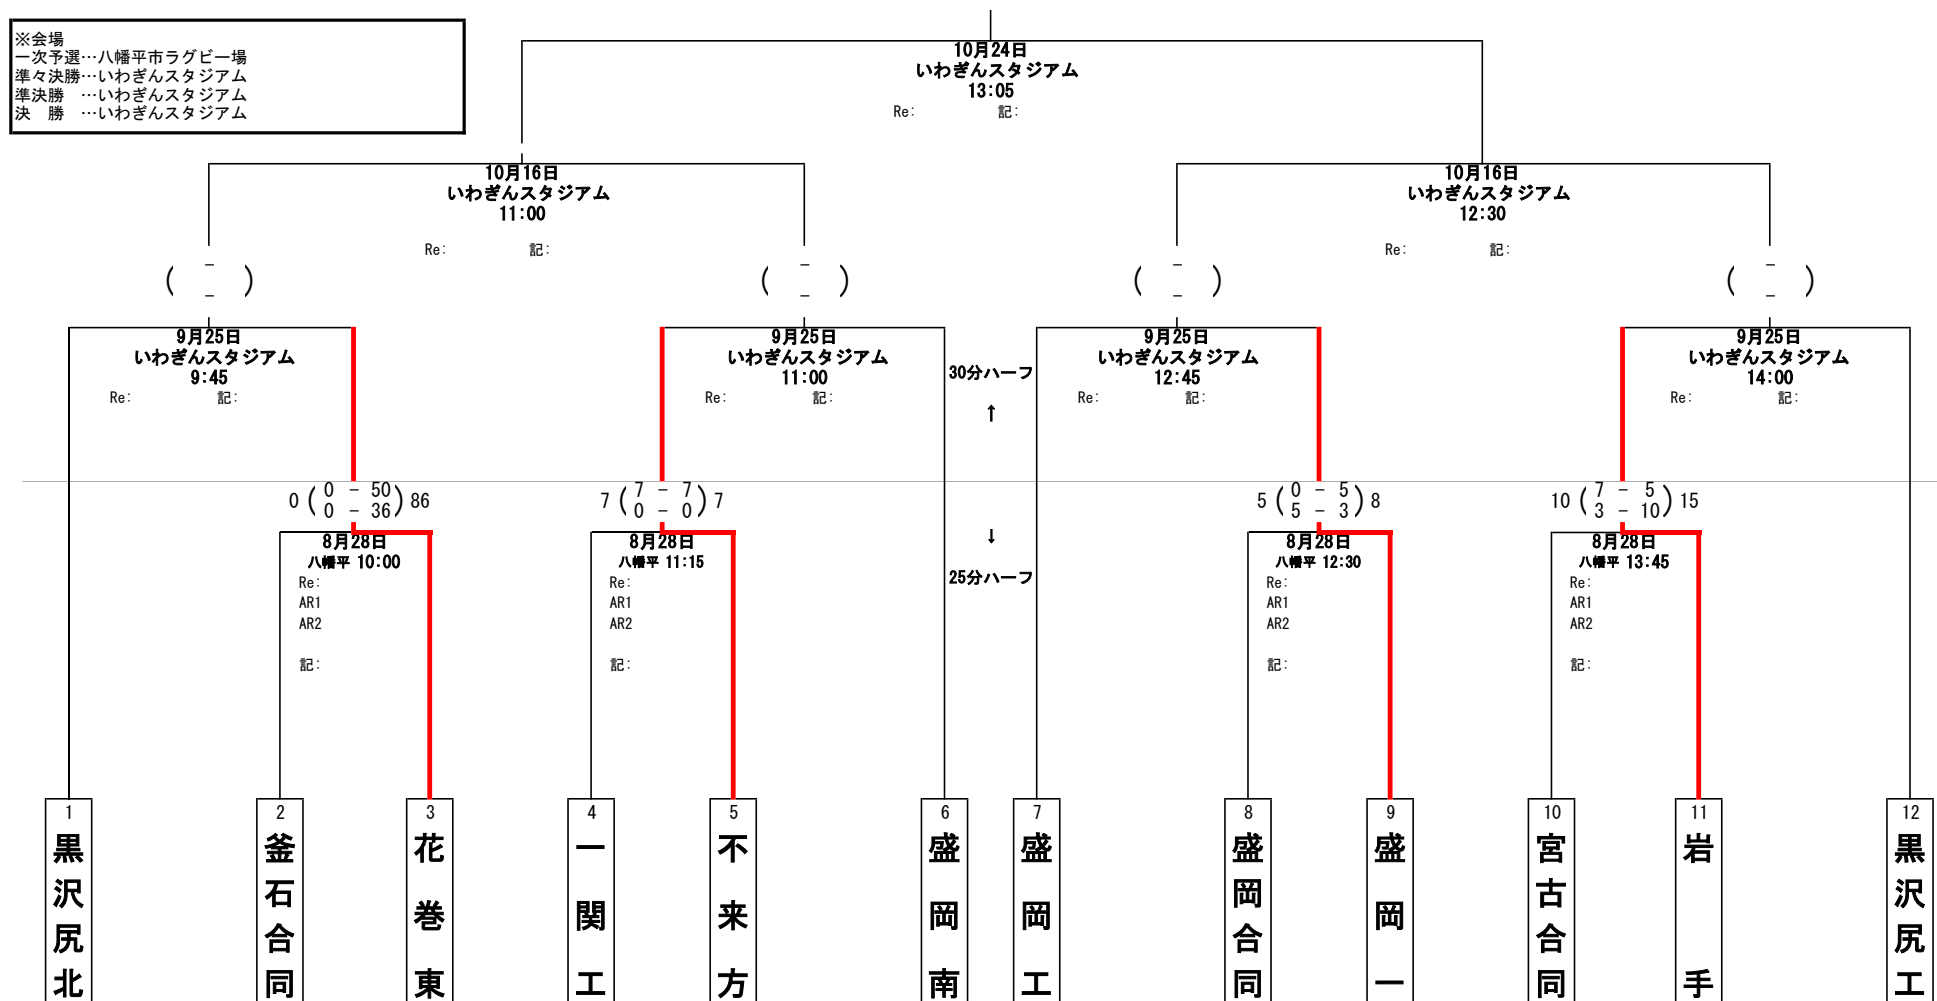 ※会場
一次予選…八幡平市ラグビー場
準々決勝…いわぎんスタジアム
準決勝　…いわぎんスタジアム
決　勝　…いわぎんスタジアム
10月24日
いわぎんスタジアム
13:05
Re:　記:
10月16日
いわぎんスタジアム
11:00
Re:　記:
10月16日
いわぎんスタジアム
12:30
Re:　記:
( - - )
( - - )
( - - )
( - - )
9月25日
いわぎんスタジアム
9:45
Re:　記:
9月25日
いわぎんスタジアム
11:00
Re:　記:
30分ハーフ
↑
↓
25分ハーフ
9月25日
いわぎんスタジアム
12:45
Re:　記:
9月25日
いわぎんスタジアム
14:00
Re:　記:
0 ( 0 - 50
0 - 36 ) 86
8月28日
八幡平 10:00
Re:
AR1
AR2
記:
7 ( 7 - 7
0 - 0 ) 7
8月28日
八幡平 11:15
Re:
AR1
AR2
記:
5 ( 0 - 5
5 - 3 ) 8
8月28日
八幡平 12:30
Re:
AR1
AR2
記:
10 ( 7 - 5
3 - 10 ) 15
8月28日
八幡平 13:45
Re:
AR1
AR2
記:
1
黒沢尻北
2
釜石合同
3
花巻東
4
一関工
5
不来方
6
盛岡南
7
盛岡工
8
盛岡合同
9
盛岡一
10
宮古合同
11
岩手
12
黒沢尻工